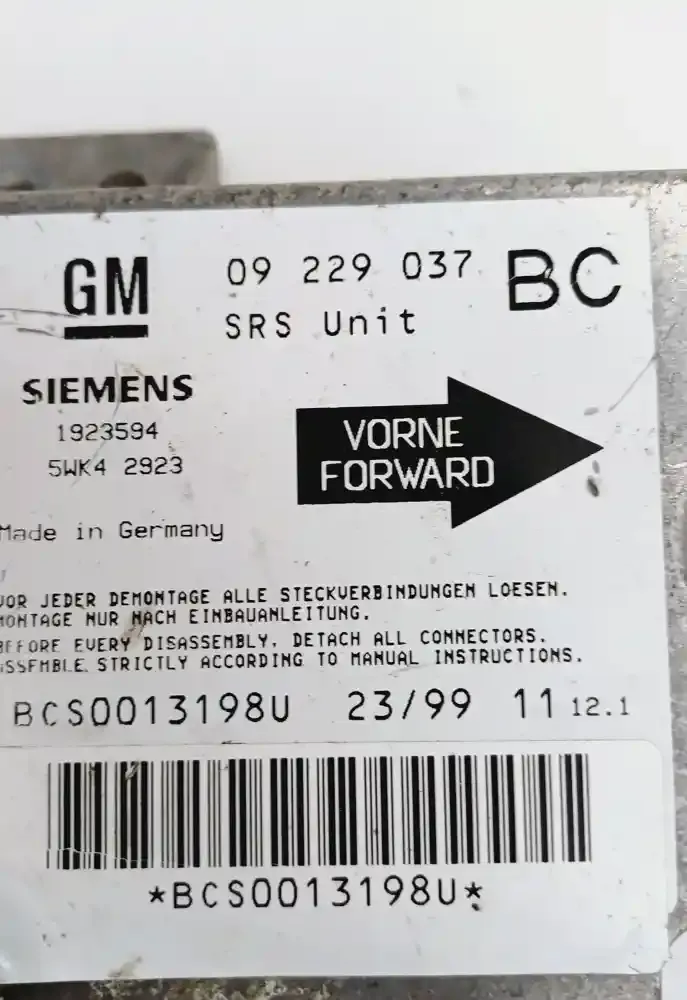 GM 09 229 037 BC
SRS Unit
SIEMENS
1923594
5WK4 2923
VORNE
FORWARD
Made in Germany
VOR JEDER DEMONTAGE ALLE STECKVERBINDUNGEN LOESEN.
MONTAGE NUR NACH EINBAUANLEITUNG.
BEFORE EVERY DISASSEMBLY, DETACH ALL CONNECTORS.
ASSEMBLE STRICTLY ACCORDING TO MANUAL INSTRUCTIONS.
BCS0013198U 23/99 11 12.1
*BCS0013198U*